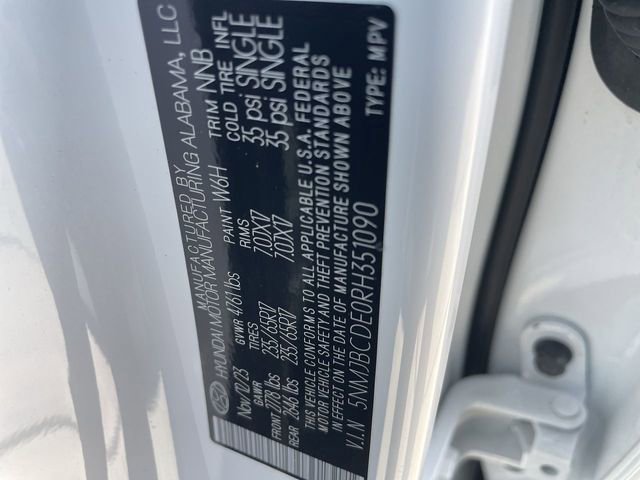 MANUFACTURED BY
HYUNDAI MOTOR MANUFACTURING ALABAMA, LLC
Nov/02/23 GVWR 4761 lbs PAINT W6H TRIM NNB
GAWR TIRES RIMS COLD TIRE INFL
FRONT 2778 lbs 235/65R17 7.0JX17 35 psi SINGLE
REAR 2646 lbs 235/65R17 7.0JX17 35 psi SINGLE
THIS VEHICLE CONFORMS TO ALL APPLICABLE U.S.A. FEDERAL
MOTOR VEHICLE SAFETY AND THEFT PREVENTION STANDARDS
IN EFFECT ON THE DATE OF MANUFACTURE SHOWN ABOVE
V.I.N 5NMJBCDE0RH351090 TYPE: MPV